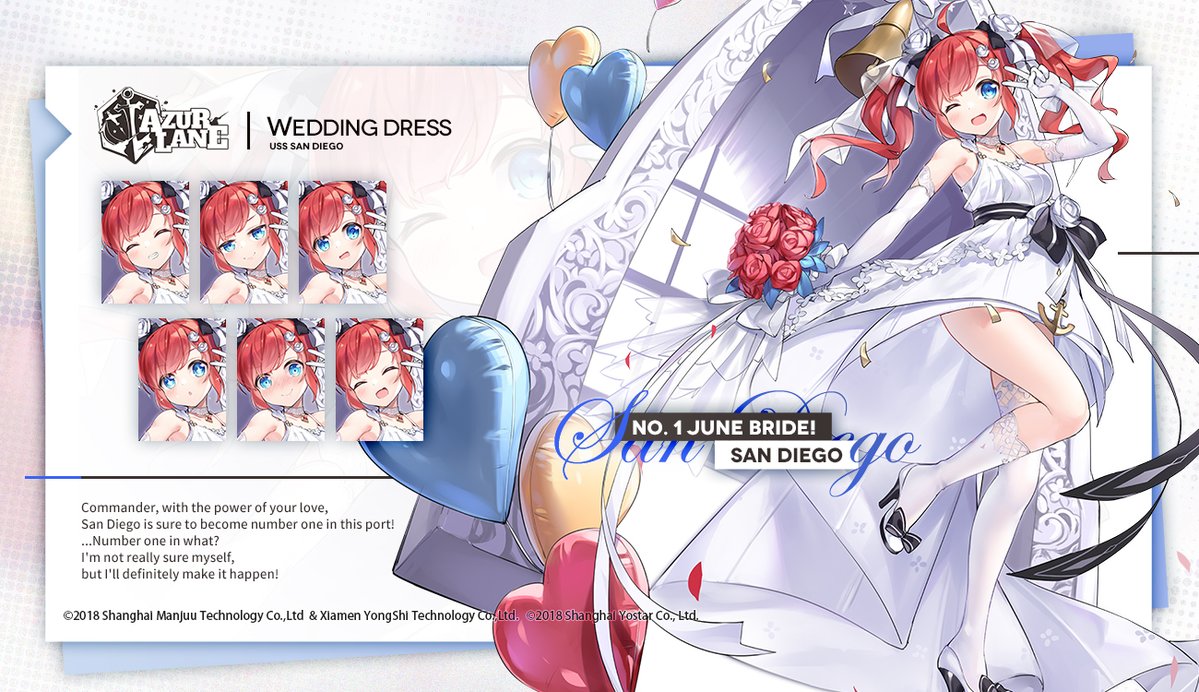 AZUR
LANE
WEDDING DRESS
USS SAN DIEGO
San Diego
NO. 1 JUNE BRIDE!
SAN DIEGO
Commander, with the power of your love,
San Diego is sure to become number one in this port!
...Number one in what?
I'm not really sure myself,
but I'll definitely make it happen!
©2018 Shanghai Manjuu Technology Co.,Ltd & Xiamen YongShi Technology Co.,Ltd. ©2018 Shanghai Yostar Co., Ltd.